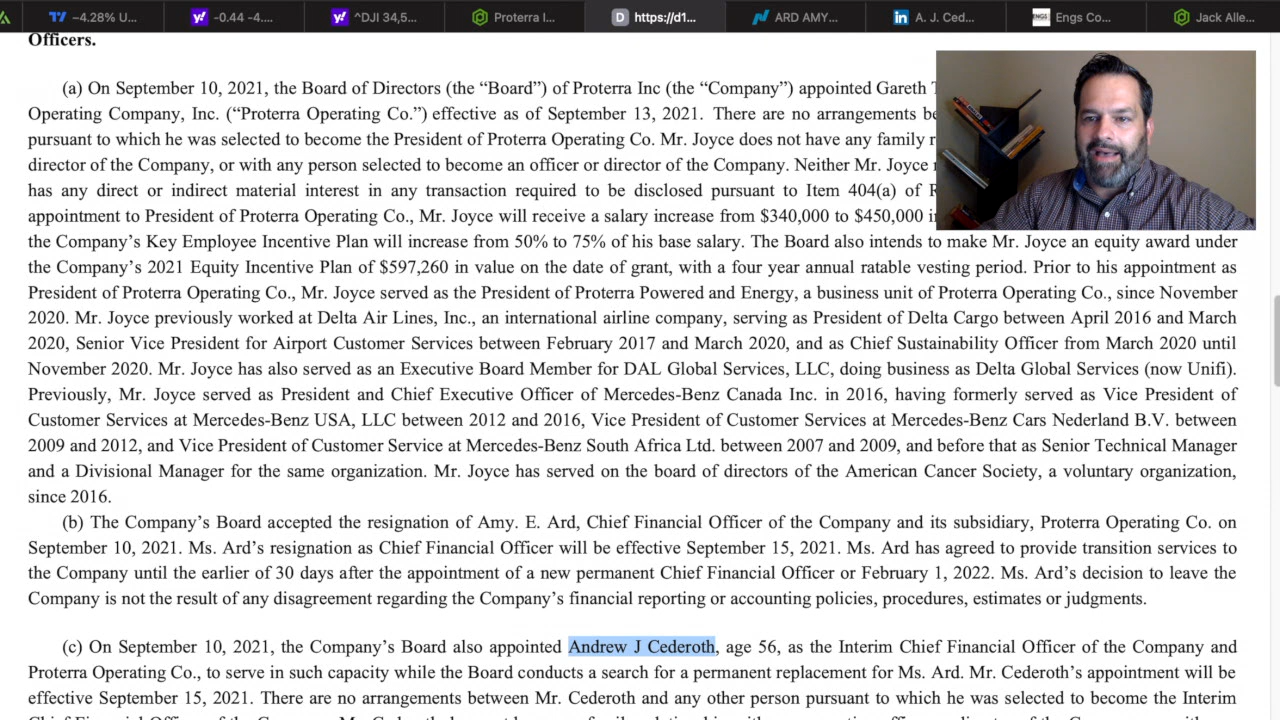 −4.28% U...
-0.44 -4....
^DJI 34,5...
Proterra I...
D https://d1...
ARD AMY...
in A. J. Ced...
ENGS Engs Co...
Jack Alle...
Officers.
(a) On September 10, 2021, the Board of Directors (the “Board”) of Proterra Inc (the “Company”) appointed Gareth
Operating Company, Inc. (“Proterra Operating Co.”) effective as of September 13, 2021. There are no arrangements be
pursuant to which he was selected to become the President of Proterra Operating Co. Mr. Joyce does not have any family r
director of the Company, or with any person selected to become an officer or director of the Company. Neither Mr. Joyce
has any direct or indirect material interest in any transaction required to be disclosed pursuant to Item 404(a) of
appointment to President of Proterra Operating Co., Mr. Joyce will receive a salary increase from $340,000 to $450,000
the Company’s Key Employee Incentive Plan will increase from 50% to 75% of his base salary. The Board also intends to make Mr. Joyce an equity award under
the Company’s 2021 Equity Incentive Plan of $597,260 in value on the date of grant, with a four year annual ratable vesting period. Prior to his appointment as
President of Proterra Operating Co., Mr. Joyce served as the President of Proterra Powered and Energy, a business unit of Proterra Operating Co., since November
2020. Mr. Joyce previously worked at Delta Air Lines, Inc., an international airline company, serving as President of Delta Cargo between April 2016 and March
2020, Senior Vice President for Airport Customer Services between February 2017 and March 2020, and as Chief Sustainability Officer from March 2020 until
November 2020. Mr. Joyce has also served as an Executive Board Member for DAL Global Services, LLC, doing business as Delta Global Services (now Unifi).
Previously, Mr. Joyce served as President and Chief Executive Officer of Mercedes-Benz Canada Inc. in 2016, having formerly served as Vice President of
Customer Services at Mercedes-Benz USA, LLC between 2012 and 2016, Vice President of Customer Services at Mercedes-Benz Cars Nederland B.V. between
2009 and 2012, and Vice President of Customer Service at Mercedes-Benz South Africa Ltd. between 2007 and 2009, and before that as Senior Technical Manager
and a Divisional Manager for the same organization. Mr. Joyce has served on the board of directors of the American Cancer Society, a voluntary organization,
since 2016.
(b) The Company’s Board accepted the resignation of Amy. E. Ard, Chief Financial Officer of the Company and its subsidiary, Proterra Operating Co. on
September 10, 2021. Ms. Ard’s resignation as Chief Financial Officer will be effective September 15, 2021. Ms. Ard has agreed to provide transition services to
the Company until the earlier of 30 days after the appointment of a new permanent Chief Financial Officer or February 1, 2022. Ms. Ard’s decision to leave the
Company is not the result of any disagreement regarding the Company’s financial reporting or accounting policies, procedures, estimates or judgments.
(c) On September 10, 2021, the Company’s Board also appointed Andrew J Cederoth, age 56, as the Interim Chief Financial Officer of the Company and
Proterra Operating Co., to serve in such capacity while the Board conducts a search for a permanent replacement for Ms. Ard. Mr. Cederoth’s appointment will be
effective September 15, 2021. There are no arrangements between Mr. Cederoth and any other person pursuant to which he was selected to become the Interim